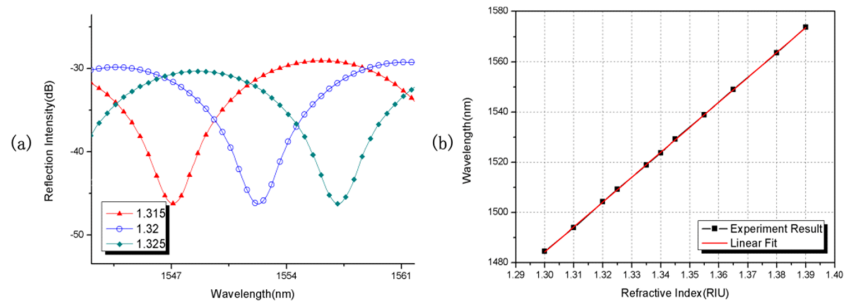 (a)
Reflection Intensity(dB)
-30
-40
-50
1.315
1.32
1.325
1547
1554
1561
Wavelength(nm)
(b)
Wavelength(nm)
1580
1560
1540
1520
1500
1480
Experiment Result
Linear Fit
1.29 1.30 1.31 1.32 1.33 1.34 1.35 1.36 1.37 1.38 1.39 1.40
Refractive Index(RIU)